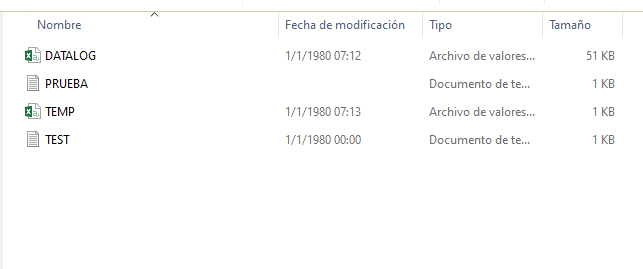 Nombre Fecha de modificación Tipo Tamaño
DATALOG 1/1/1980 07:12 Archivo de valores... 51 KB
PRUEBA Documento de te... 1 KB
TEMP 1/1/1980 07:13 Archivo de valores... 1 KB
TEST 1/1/1980 00:00 Documento de te... 1 KB